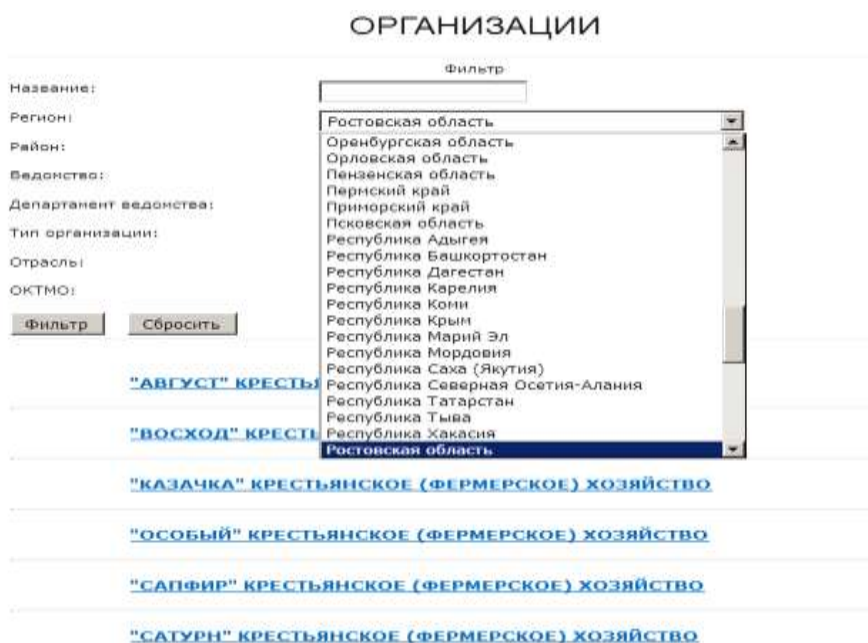 ОРГАНИЗАЦИИ
Фильтр
Название:
Регион:
Ростовская область
Район:
Ведомство:
Департамент ведомства:
Тип организации:
Отрасль:
ОКТМО:
Оренбургская область
Орловская область
Пензенская область
Пермский край
Приморский край
Псковская область
Республика Адыгея
Республика Башкортостан
Республика Дагестан
Республика Карелия
Республика Коми
Республика Крым
Республика Марий Эл
Республика Мордовия
Республика Саха (Якутия)
Республика Северная Осетия-Алания
Республика Татарстан
Республика Тыва
Республика Хакасия
Ростовская область
Фильтр Сбросить
"АВГУСТ"
"ВОСХОД"
"КАЗАЧКА" КРЕСТЬЯНСКОЕ (ФЕРМЕРСКОЕ) ХОЗЯЙСТВО
"ОСОБЫЙ" КРЕСТЬЯНСКОЕ (ФЕРМЕРСКОЕ) ХОЗЯЙСТВО
"САПФИР" КРЕСТЬЯНСКОЕ (ФЕРМЕРСКОЕ) ХОЗЯЙСТВО
"САТУРН" КРЕСТЬЯНСКОЕ (ФЕРМЕРСКОЕ) ХОЗЯЙСТВО